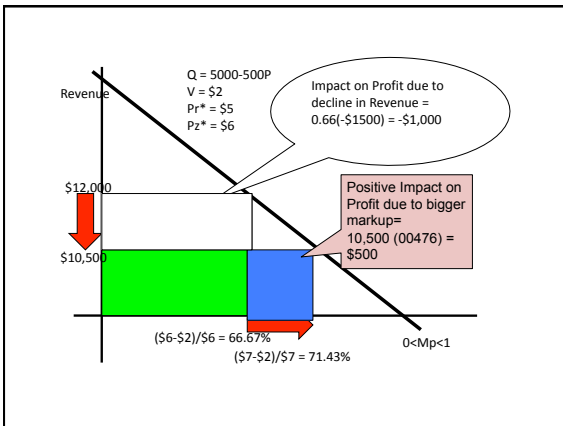 Q = 5000-500P
V = $2
Pr* = $5
Pz* = $6
Revenue
Impact on Profit due to
decline in Revenue =
0.66(-$1500) = -$1,000
$12,000
Positive Impact on
Profit due to bigger
markup=
10,500 (00476) =
$500
$10,500
($6-$2)/$6 = 66.67%
($7-$2)/$7 = 71.43%
0<Mp<1